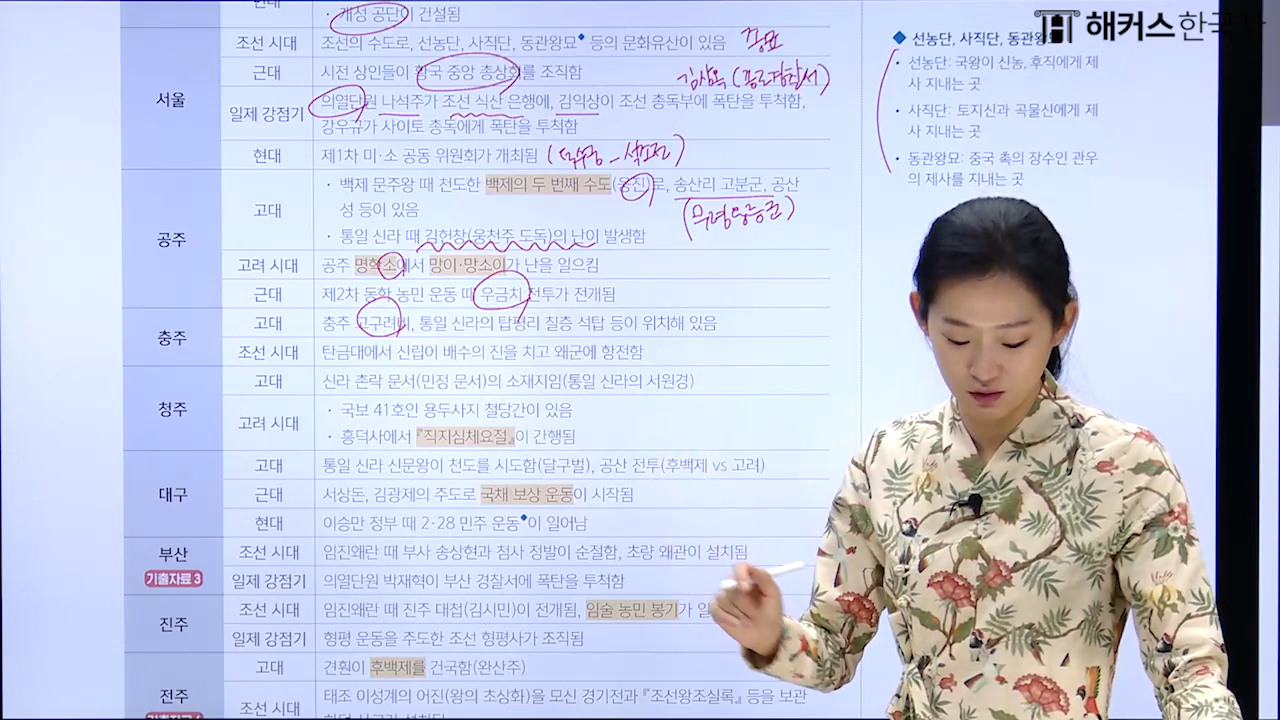 해커스한국사
현대
· 개성 공단이 건설됨
서울
조선 시대
조선의 수도로, 선농단, 사직단, 동관왕묘◆ 등의 문화유산이 있음
종묘
근대
시전 상인들이 황국 중앙 총상회를 조직함
김상옥 (종로경찰서)
일제 강점기
의열단원 나석주가 조선 식산 은행에, 김익상이 조선 총독부에 폭탄을 투척함,
강우규가 사이토 총독에게 폭탄을 투척함
현대
제1차 미·소 공동 위원회가 개최됨 (덕수궁 - 석조전)
공주
고대
· 백제 문주왕 때 천도한 백제의 두 번째 수도(웅진)로, 송산리 고분군, 공산
성 등이 있음
(무령왕릉)
· 통일 신라 때 김헌창(웅천주 도독)의 난이 발생함
고려 시대
공주 명학소에서 망이·망소이가 난을 일으킴
근대
제2차 동학 농민 운동 때 우금치 전투가 전개됨
충주
고대
충주 고구려비, 통일 신라의 탑평리 칠층 석탑 등이 위치해 있음
조선 시대
탄금대에서 신립이 배수의 진을 치고 왜군에 항전함
청주
고대
신라 촌락 문서(민정 문서)의 소재지임(통일 신라의 서원경)
고려 시대
· 국보 41호인 용두사지 철당간이 있음
· 흥덕사에서 『직지심체요절』이 간행됨
대구
고대
통일 신라 신문왕이 천도를 시도함(달구벌), 공산 전투(후백제 vs 고려)
근대
서상돈, 김광제의 주도로 국채 보상 운동이 시작됨
현대
이승만 정부 때 2·28 민주 운동◆이 일어남
부산
기출자료 3
조선 시대
임진왜란 때 부사 송상현과 첨사 정발이 순절함, 초량 왜관이 설치됨
일제 강점기
의열단원 박재혁이 부산 경찰서에 폭탄을 투척함
진주
조선 시대
임진왜란 때 진주 대첩(김시민)이 전개됨, 임술 농민 봉기가 일
일제 강점기
형평 운동을 주도한 조선 형평사가 조직됨
전주
고대
견훤이 후백제를 건국함(완산주)
조선 시대
태조 이성계의 어진(왕의 초상화)을 모신 경기전과 『조선왕조실록』 등을 보관
◆ 선농단, 사직단, 동관왕묘
· 선농단: 국왕이 신농, 후직에게 제
사 지내는 곳
· 사직단: 토지신과 곡물신에게 제
사 지내는 곳
· 동관왕묘: 중국 촉의 장수인 관우
의 제사를 지내는 곳